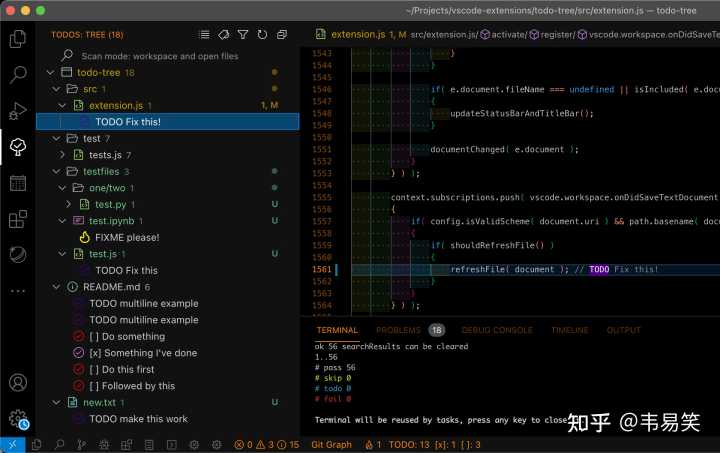 ~/Projects/vscode-extensions/todo-tree/src/extension.js — todo-tree
TODOS: TREE (18)
Scan mode: workspace and open files
todo-tree 18
src 1
extension.js 1 1, M
TODO Fix this!
test 7
tests.js 7
testfiles 3
one/two 1
test.py 1 U
test.ipynb 1 U
FIXME please!
test.js 1 U
TODO Fix this
README.md 6
TODO multiline example
TODO multiline example
[ ] Do something
[x] Something I've done
[ ] Do this first
[ ] Followed by this
new.txt 1 U
TODO make this work
extension.js 1, M src/extension.js/ activate/ register/ vscode.workspace.onDidSaveTextDocum
1543 }
1544 }
1545
1546 if( e.document.fileName === undefined || isIncluded( e.docum
1547 {
1548 updateStatusBarAndTitleBar();
1549 }
1550
1551 documentChanged( e.document );
1552 }
1553 } ) );
1554
1555 context.subscriptions.push( vscode.workspace.onDidSaveTextDocument
1556 {
1557 if( config.isValidScheme( document.uri ) && path.basename( docu
1558 {
1559 if( shouldRefreshFile() )
1560 {
1561 refreshFile( document ); // TODO Fix this!
1562 }
1563 }
1564 } ) );
TERMINAL PROBLEMS 18 DEBUG CONSOLE TIMELINE OUTPUT
ok 56 searchResults can be cleared
1..56
# pass 56
# skip 0
# todo 0
# fail 0
Terminal will be reused by tasks, press any key to close
知乎 @韦易笑
0 3 15 Git Graph 1 TODO: 13 [x]: 1 [ ]: 3